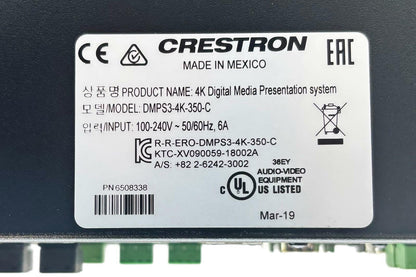 CE CRESTRON EAC
MADE IN MEXICO
상품명/PRODUCT NAME: 4K Digital Media Presentation system
모델/MODEL: DMPS3-4K-350-C
입력/INPUT: 100-240V ~ 50/60Hz, 6A
R-R-ERO-DMPS3-4K-350-C
KTC-XV090059-18002A
A/S: +82 2-6242-3002
36EY
AUDIO-VIDEO
EQUIPMENT
c UL US LISTED
PN 6508338
Mar-19